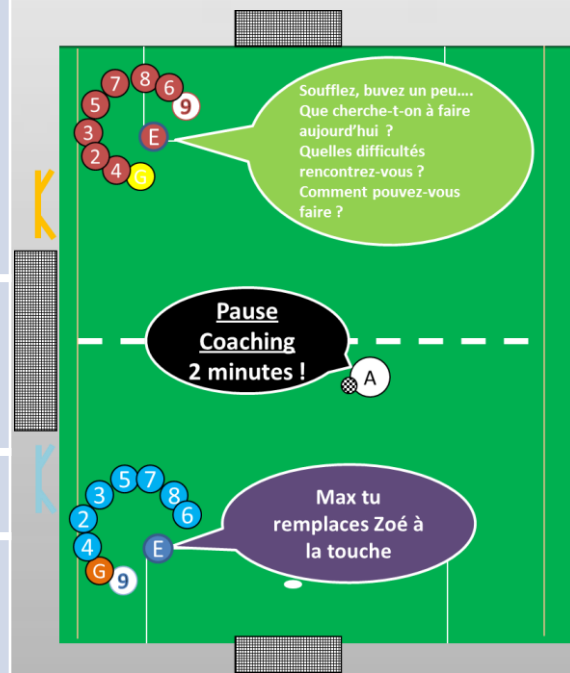 7 8 6
5 9
3 E
2
4 G
Soufflez, buvez un peu....
Que cherche-t-on à faire
aujourd'hui ?
Quelles difficultés
rencontrez-vous ?
Comment pouvez-vous
faire ?
Pause
Coaching
2 minutes !
A
5 7
3 8
2 6
4 E
G 9
Max tu
remplaces Zoé à
la touche